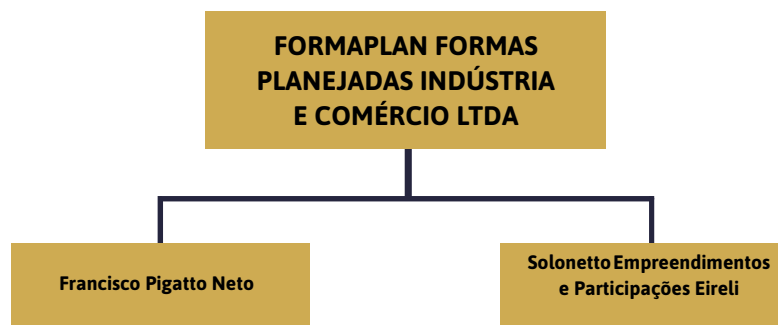 FORMAPLAN FORMAS
PLANEJADAS INDÚSTRIA
E COMÉRCIO LTDA
Francisco Pigatto Neto
Solonetto Empreendimentos
e Participações Eireli